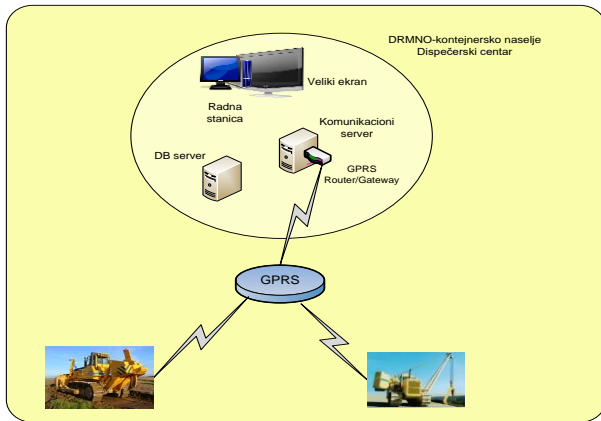 DRMNO-kontejnersko naselje
Dispečerski centar
Veliki ekran
Radna
stanica
Komunikacioni
server
DB server
GPRS
Router/Gateway
GPRS